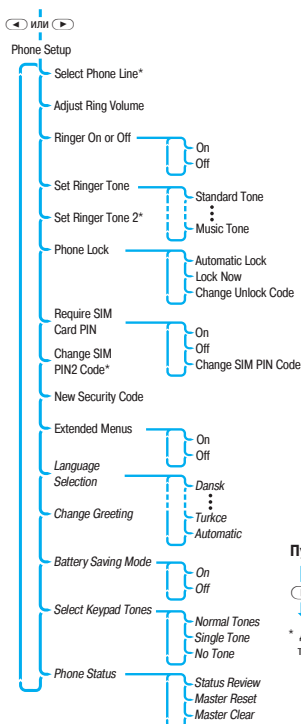 или
Phone Setup
Select Phone Line*
Adjust Ring Volume
Ringer On or Off
On
Off
Set Ringer Tone
Standard Tone
Set Ringer Tone 2*
Music Tone
Phone Lock
Automatic Lock
Lock Now
Change Unlock Code
Require SIM
Card PIN
On
Off
Change SIM
PIN2 Code*
Change SIM PIN Code
New Security Code
Extended Menus
On
Off
Language
Selection
Dansk
Change Greeting
Turkce
Automatic
Battery Saving Mode
On
Off
Select Keypad Tones
Normal Tones
Single Tone
No Tone
Phone Status
Status Review
Master Reset
Master Clear
*